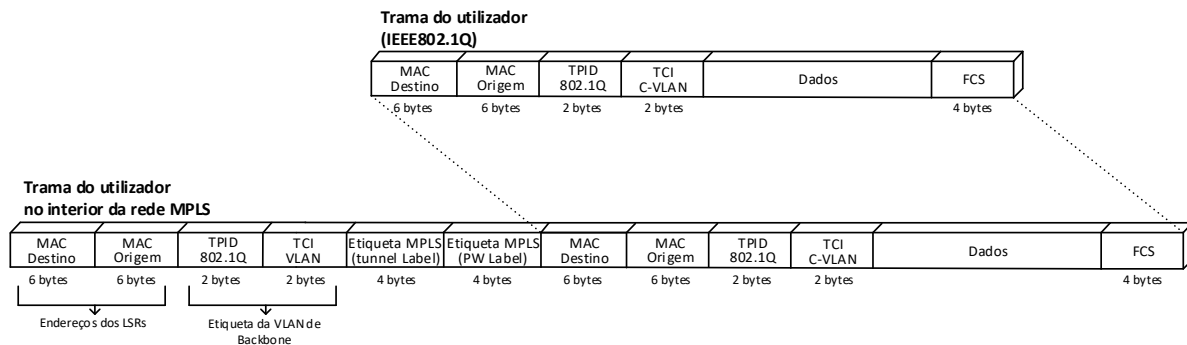 Trama do utilizador
(IEEE802.1Q)
MAC
Destino
MAC
Origem
TPID
802.1Q
TCI
C-VLAN
Dados
FCS
6 bytes
6 bytes
2 bytes
2 bytes
4 bytes
Trama do utilizador
no interior da rede MPLS
MAC
Destino
MAC
Origem
TPID
802.1Q
TCI
VLAN
Etiqueta MPLS
(tunnel Label)
Etiqueta MPLS
(PW Label)
MAC
Destino
MAC
Origem
TPID
802.1Q
TCI
C-VLAN
Dados
FCS
6 bytes
6 bytes
2 bytes
2 bytes
4 bytes
4 bytes
6 bytes
6 bytes
2 bytes
2 bytes
4 bytes
Endereços dos LSRs
Etiqueta da VLAN de
Backbone